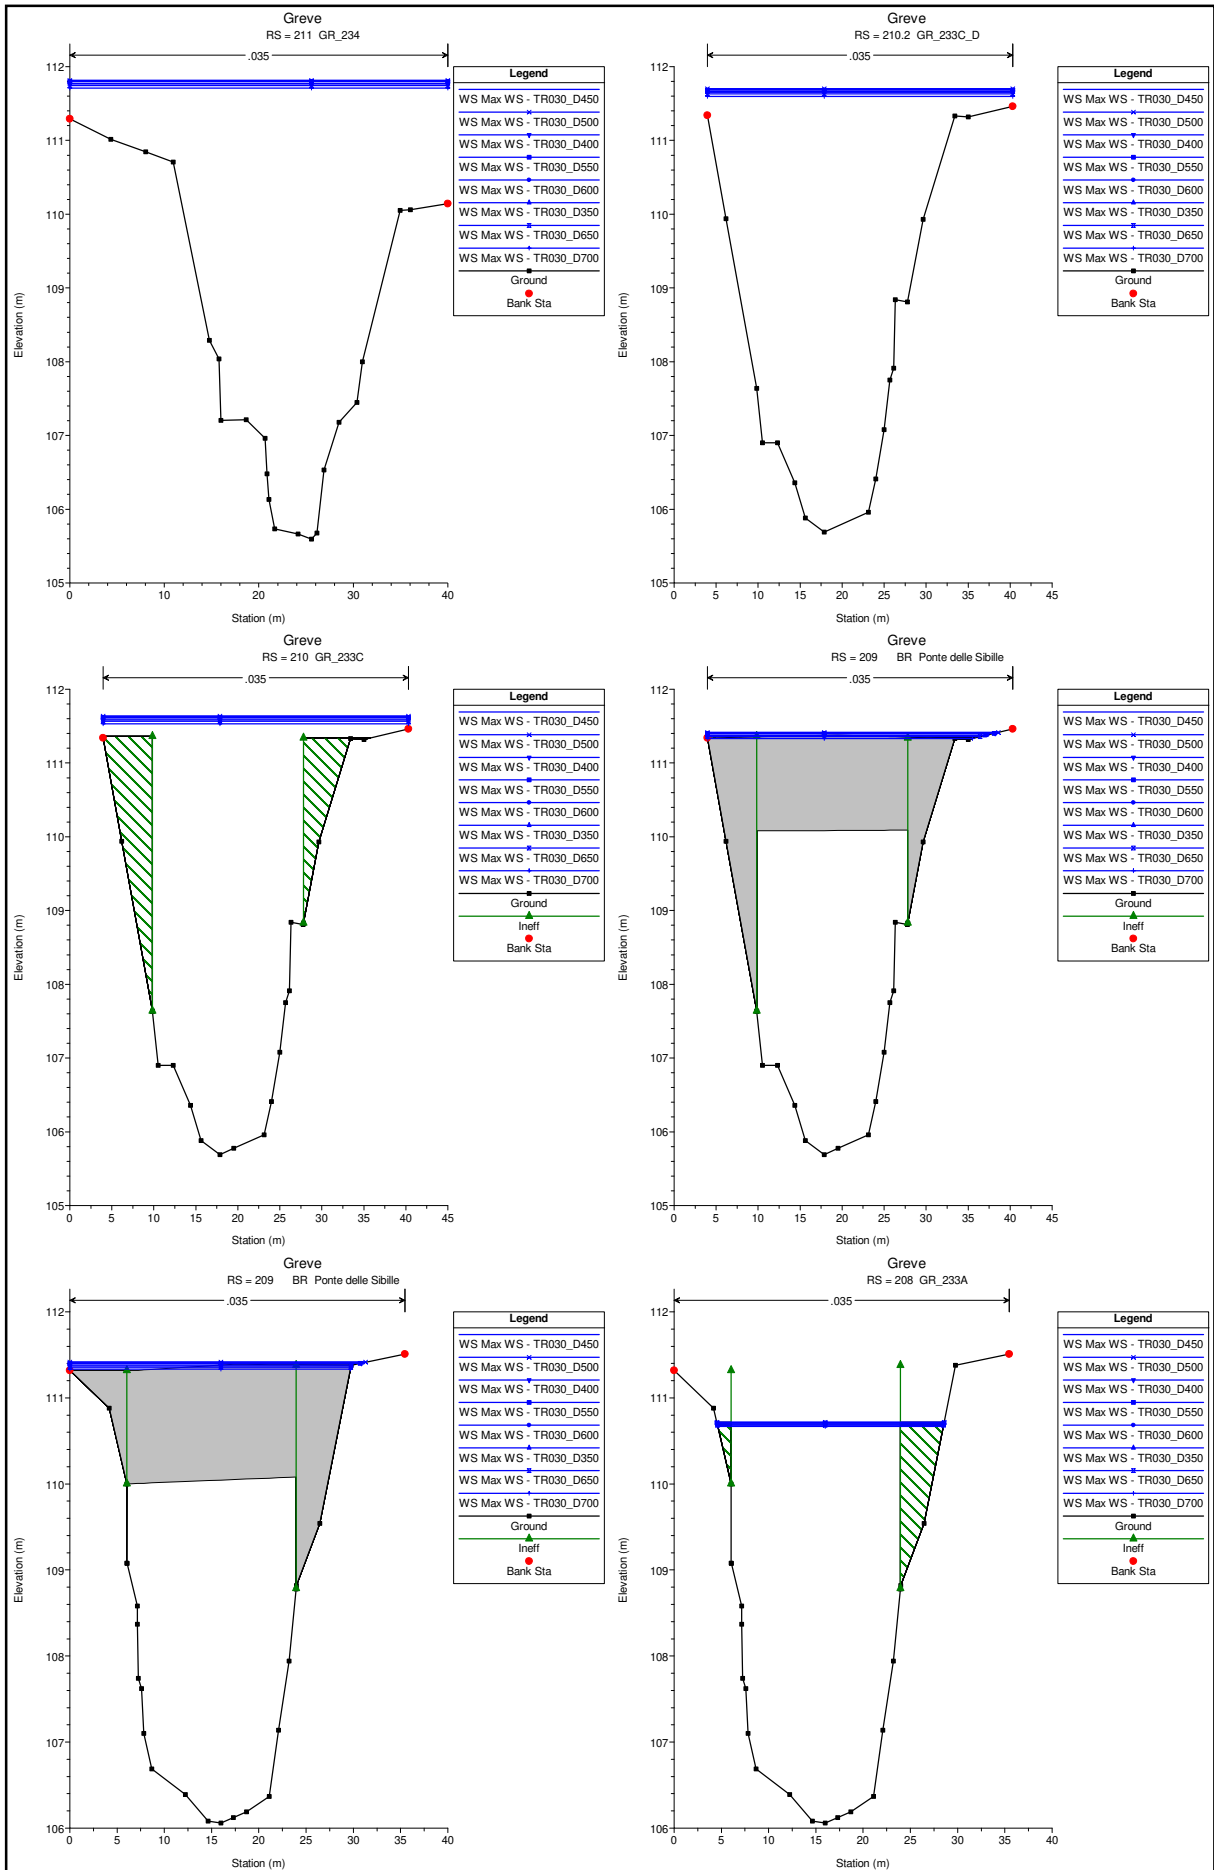 Greve
RS = 211 GR_234
.035
112
111
110
109
108
107
106
105
0 10 20 30 40
Station (m)
Elevation (m)
Legend
WS Max WS - TR030_D450
WS Max WS - TR030_D500
WS Max WS - TR030_D400
WS Max WS - TR030_D550
WS Max WS - TR030_D600
WS Max WS - TR030_D350
WS Max WS - TR030_D650
WS Max WS - TR030_D700
Ground
Bank Sta
Greve
RS = 210.2 GR_233C_D
.035
112
111
110
109
108
107
106
105
0 5 10 15 20 25 30 35 40 45
Station (m)
Elevation (m)
Legend
WS Max WS - TR030_D450
WS Max WS - TR030_D500
WS Max WS - TR030_D400
WS Max WS - TR030_D550
WS Max WS - TR030_D600
WS Max WS - TR030_D350
WS Max WS - TR030_D650
WS Max WS - TR030_D700
Ground
Bank Sta
Greve
RS = 210 GR_233C
.035
112
111
110
109
108
107
106
105
0 5 10 15 20 25 30 35 40 45
Station (m)
Elevation (m)
Legend
WS Max WS - TR030_D450
WS Max WS - TR030_D500
WS Max WS - TR030_D400
WS Max WS - TR030_D550
WS Max WS - TR030_D600
WS Max WS - TR030_D350
WS Max WS - TR030_D650
WS Max WS - TR030_D700
Ground
Ineff
Bank Sta
Greve
RS = 209 BR Ponte delle Sibille
.035
112
111
110
109
108
107
106
105
0 5 10 15 20 25 30 35 40 45
Station (m)
Elevation (m)
Legend
WS Max WS - TR030_D450
WS Max WS - TR030_D500
WS Max WS - TR030_D400
WS Max WS - TR030_D550
WS Max WS - TR030_D600
WS Max WS - TR030_D350
WS Max WS - TR030_D650
WS Max WS - TR030_D700
Ground
Ineff
Bank Sta
Greve
RS = 209 BR Ponte delle Sibille
.035
112
111
110
109
108
107
106
0 5 10 15 20 25 30 35 40
Station (m)
Elevation (m)
Legend
WS Max WS - TR030_D450
WS Max WS - TR030_D500
WS Max WS - TR030_D400
WS Max WS - TR030_D550
WS Max WS - TR030_D600
WS Max WS - TR030_D350
WS Max WS - TR030_D650
WS Max WS - TR030_D700
Ground
Ineff
Bank Sta
Greve
RS = 208 GR_233A
.035
112
111
110
109
108
107
106
0 5 10 15 20 25 30 35 40
Station (m)
Elevation (m)
Legend
WS Max WS - TR030_D450
WS Max WS - TR030_D500
WS Max WS - TR030_D400
WS Max WS - TR030_D550
WS Max WS - TR030_D600
WS Max WS - TR030_D350
WS Max WS - TR030_D650
WS Max WS - TR030_D700
Ground
Ineff
Bank Sta